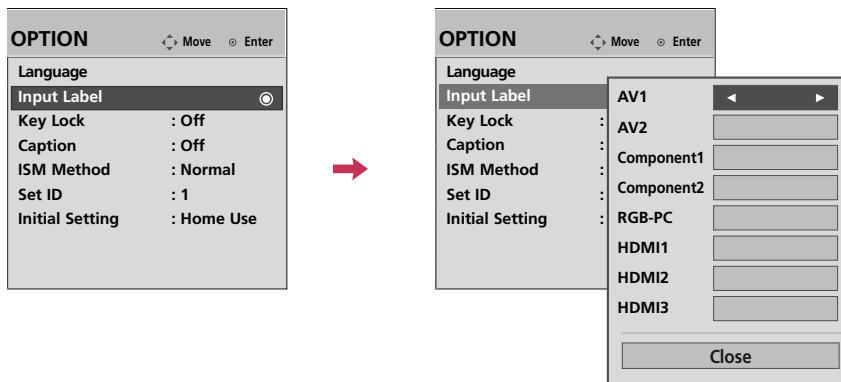 OPTION Move Enter
Language
Input Label
Key Lock : Off
Caption : Off
ISM Method : Normal
Set ID : 1
Initial Setting : Home Use
OPTION Move Enter
Language
Input Label
Key Lock :
Caption :
ISM Method :
Set ID :
Initial Setting :
AV1
AV2
Component1
Component2
RGB-PC
HDMI1
HDMI2
HDMI3
Close